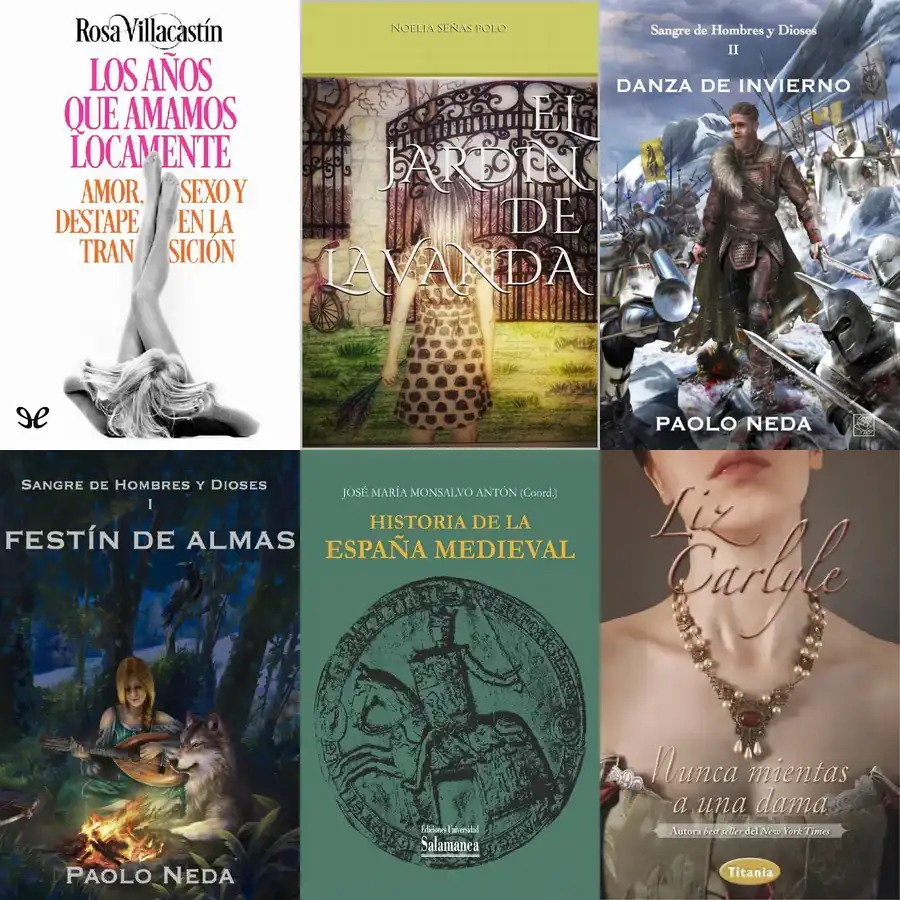 Rosa Villacastín
LOS AÑOS
QUE AMAMOS
LOCAMENTE
AMOR, SEXO Y
DESTAPE EN LA
TRANSICIÓN
NOELIA SEÑAS POLO
EL
JARDÍN
DE
LAVANDA
Sangre de Hombres y Dioses
II
DANZA DE INVIERNO
PAOLO NEDA
SANGRE DE HOMBRES Y DIOSES
I
FESTÍN DE ALMAS
PAOLO NEDA
JOSÉ MARÍA MONSALVO ANTÓN (Coord.)
HISTORIA DE LA
ESPAÑA MEDIEVAL
Ediciones Universidad
Salamanca
Liz
Carlyle
Nunca mientas
a una dama
Autora best seller del New York Times
Titania